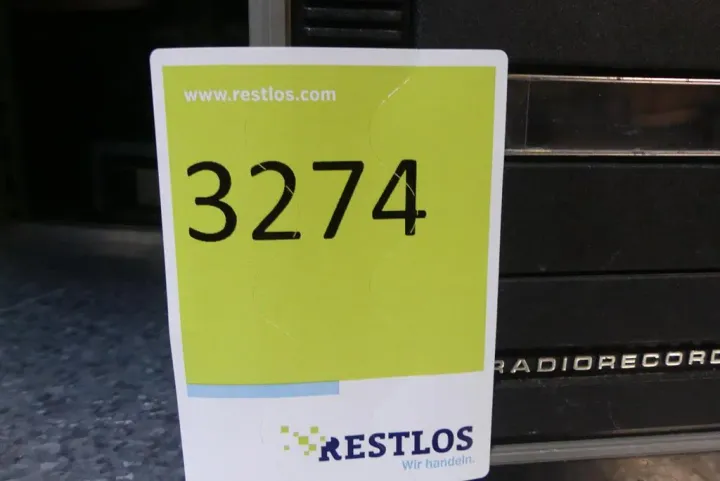 www.restlos.com
3274
RADIORECORD
RESTLOS
Wir handeln.